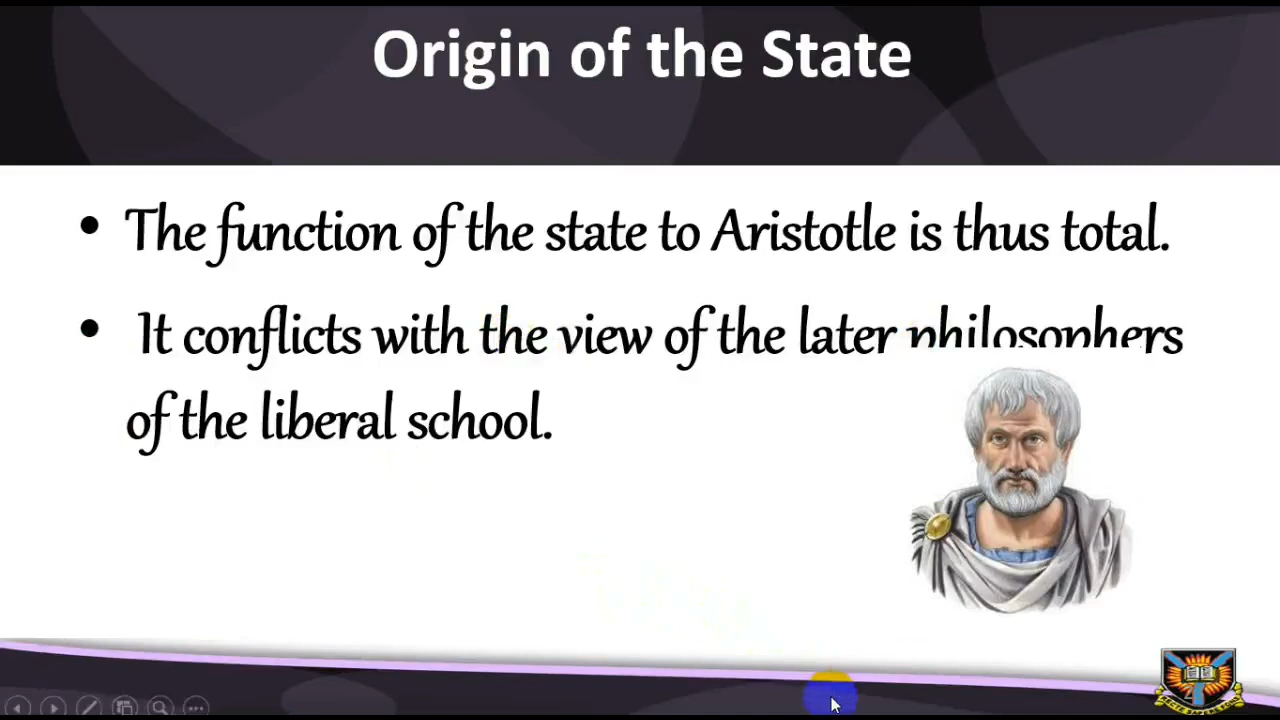 Origin of the State
• The function of the state to Aristotle is thus total.
• It conflicts with the view of the later philosophers
of the liberal school.